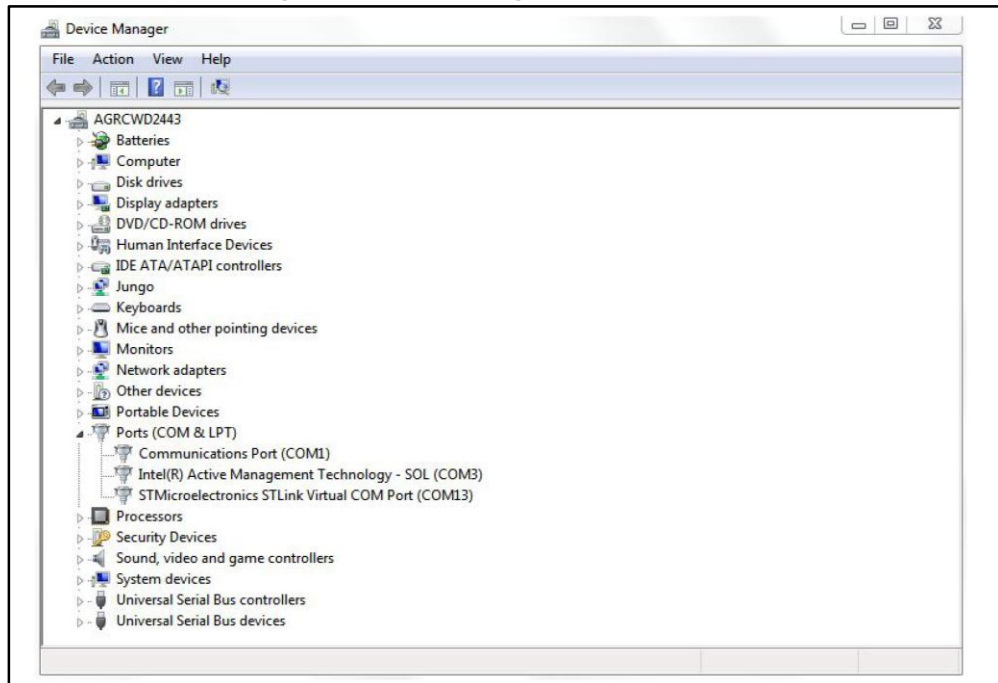 Device Manager
File Action View Help
AGRCWD2443
Batteries
Computer
Disk drives
Display adapters
DVD/CD-ROM drives
Human Interface Devices
IDE ATA/ATAPI controllers
Jungo
Keyboards
Mice and other pointing devices
Monitors
Network adapters
Other devices
Portable Devices
Ports (COM & LPT)
Communications Port (COM1)
Intel(R) Active Management Technology - SOL (COM3)
STMicroelectronics STLink Virtual COM Port (COM13)
Processors
Security Devices
Sound, video and game controllers
System devices
Universal Serial Bus controllers
Universal Serial Bus devices